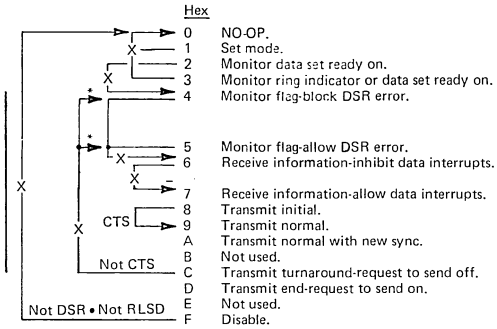 Hex
0 NO-OP.
X 1 Set mode.
2 Monitor data set ready on.
X 3 Monitor ring indicator or data set ready on.
* 4 Monitor flag-block DSR error.
* 5 Monitor flag-allow DSR error.
X 6 Receive information-inhibit data interrupts.
X
X 7 Receive information-allow data interrupts.
8 Transmit initial.
CTS 9 Transmit normal.
X A Transmit normal with new sync.
B Not used.
Not CTS C Transmit turnaround-request to send off.
D Transmit end-request to send on.
Not DSR • Not RLSD E Not used.
F Disable.